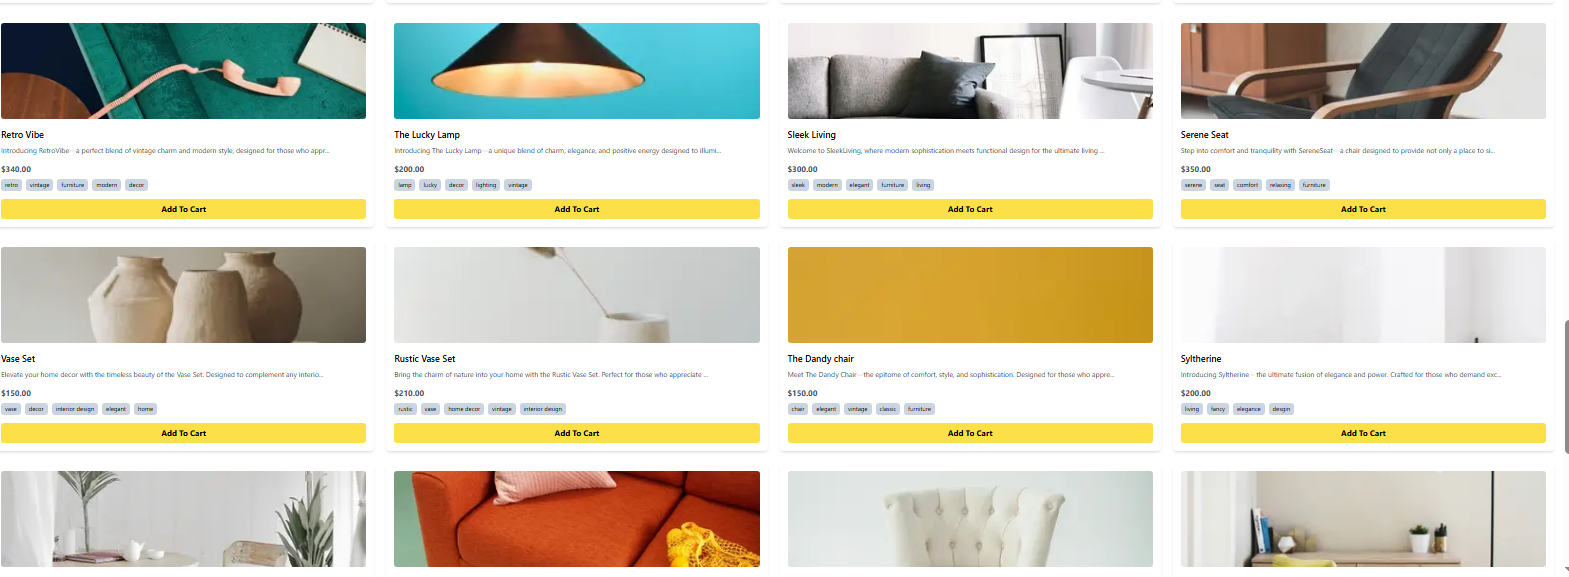 Retro Vibe
Introducing RetroVibe—a perfect blend of vintage charm and modern style, designed for those who appr...
$340.00
retro vintage furniture modern decor
Add To Cart
The Lucky Lamp
Introducing The Lucky Lamp—a unique blend of charm, elegance, and positive energy designed to illumi...
$200.00
lamp lucky decor lighting vintage
Add To Cart
Sleek Living
Welcome to SleekLiving, where modern sophistication meets functional design for the ultimate living ...
$300.00
sleek modern elegant furniture living
Add To Cart
Serene Seat
Step into comfort and tranquility with SereneSeat—a chair designed to provide not only a place to si...
$350.00
serene seat comfort relaxing furniture
Add To Cart
Vase Set
Elevate your home decor with the timeless beauty of the Vase Set. Designed to complement any interio...
$150.00
vase decor interior design elegant home
Add To Cart
Rustic Vase Set
Bring the charm of nature into your home with the Rustic Vase Set. Perfect for those who appreciate ...
$210.00
rustic vase home decor vintage interior design
Add To Cart
The Dandy chair
Meet The Dandy Chair—the epitome of comfort, style, and sophistication. Designed for those who appre...
$150.00
chair elegant vintage classic furniture
Add To Cart
Syltherine
Introducing Syltherine—the ultimate fusion of elegance and power. Crafted for those who demand exc...
$200.00
living fancy elegance desgin
Add To Cart